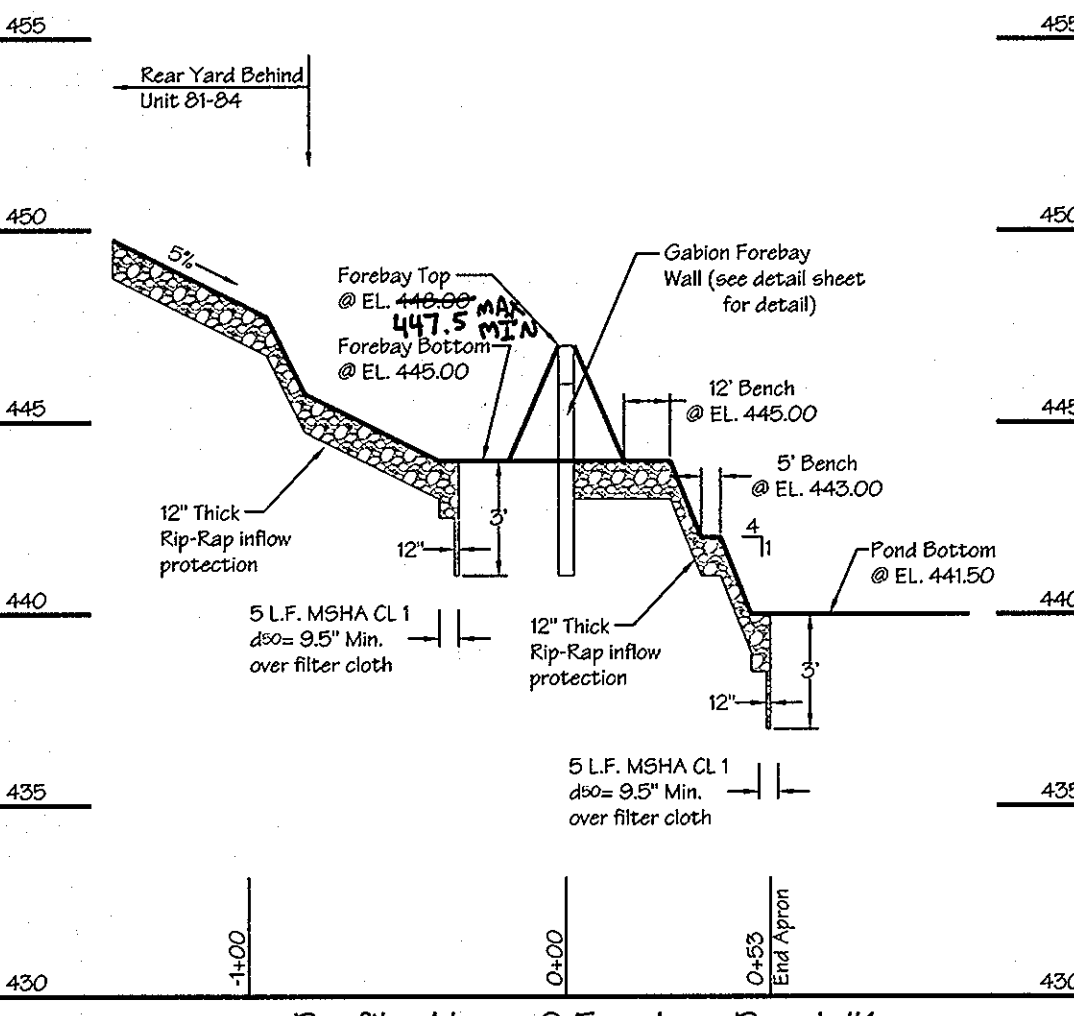 455
455
Rear Yard Behind
Unit 81-84
450
450
5%
Forebay Top
@ EL. 448.00
447.5 MAX
MIN
Forebay Bottom
@ EL. 445.00
Gabion Forebay
Wall (see detail sheet
for detail)
12' Bench
@ EL. 445.00
445
445
5' Bench
@ EL. 443.00
4
1
12" Thick
Rip-Rap inflow
protection
3'
12"
Pond Bottom
@ EL. 441.50
440
440
5 L.F. MSHA CL 1
d50= 9.5" Min.
over filter cloth
12" Thick
Rip-Rap inflow
protection
3'
12"
5 L.F. MSHA CL 1
d50= 9.5" Min.
over filter cloth
435
435
-1+00
0+00
0+53
End Apron
430
430